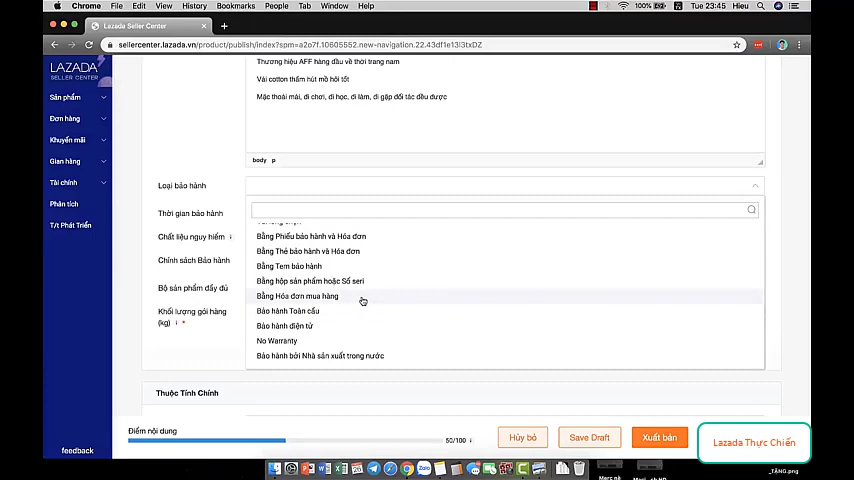 Chrome File Edit View History Bookmarks People Tab Window Help 100% Tue 23:45 Hieu
Lazada Seller Center
sellercenter.lazada.vn/product/publish/index?spm=a2o7f.10605552.new-navigation.22.43df1e13l3txDZ
LAZADA
SELLER CENTER
Sản phẩm
Đơn hàng
Khuyến mãi
Gian hàng
Tài chính
Phân tích
T/t Phát Triển
feedback
Thương hiệu AFF hàng đầu về thời trang nam
Vải cotton thấm hút mồ hôi tốt
Mặc thoải mái, đi chơi, đi học, đi làm, đi gặp đối tác đều được
body p
Loại bảo hành
Thời gian bảo hành
Chất liệu nguy hiểm
Chính sách Bảo hành
Bộ sản phẩm đầy đủ
Khối lượng gói hàng
(kg) *
Bằng Phiếu bảo hành và Hóa đơn
Bằng Thẻ bảo hành và Hóa đơn
Bằng Tem bảo hành
Bằng hộp sản phẩm hoặc Số seri
Bằng Hóa đơn mua hàng
Bảo hành Toàn cầu
Bảo hành điện tử
No Warranty
Bảo hành bởi Nhà sản xuất trong nước
Thuộc Tính Chính
Điểm nội dung
50/100
Hủy bỏ
Save Draft
Xuất bản
Lazada Thực Chiến
_TẶNG.png